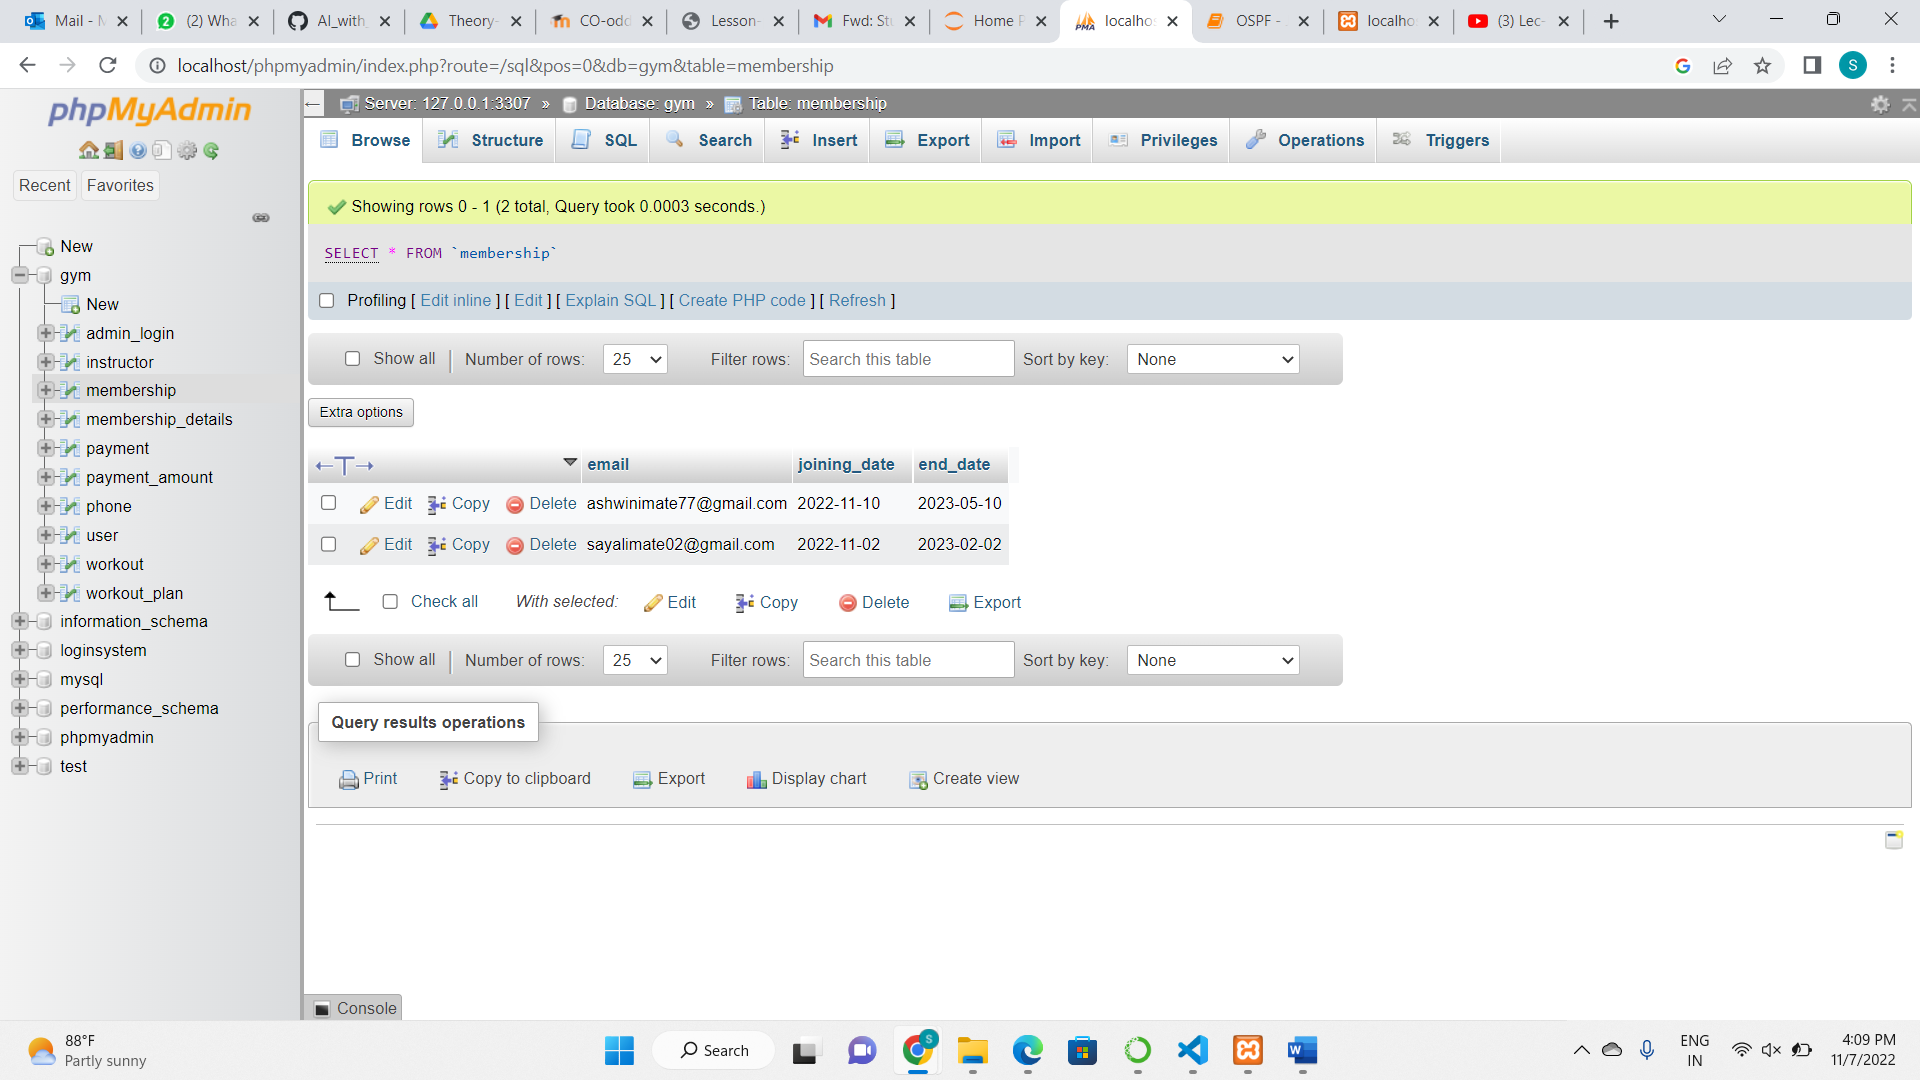 Mail - M
(2) Wha
AI_with_
Theory-
CO-odd
Lesson-
Fwd: Stu
Home P
localhos
OSPF -
localhos
(3) Lec-
localhost/phpmyadmin/index.php?route=/sql&pos=0&db=gym&table=membership
S
phpMyAdmin
Recent
Favorites
New
gym
New
admin_login
instructor
membership
membership_details
payment
payment_amount
phone
user
workout
workout_plan
information_schema
loginsystem
mysql
performance_schema
phpmyadmin
test
Server: 127.0.0.1:3307 » Database: gym » Table: membership
Browse
Structure
SQL
Search
Insert
Export
Import
Privileges
Operations
Triggers
Showing rows 0 - 1 (2 total, Query took 0.0003 seconds.)
SELECT * FROM `membership`
Profiling [ Edit inline ] [ Edit ] [ Explain SQL ] [ Create PHP code ] [ Refresh ]
Show all | Number of rows: 25 Filter rows: Search this table Sort by key: None
Extra options
email joining_date end_date
Edit Copy Delete ashwinimate77@gmail.com 2022-11-10 2023-05-10
Edit Copy Delete sayalimate02@gmail.com 2022-11-02 2023-02-02
Check all With selected: Edit Copy Delete Export
Show all | Number of rows: 25 Filter rows: Search this table Sort by key: None
Query results operations
Print Copy to clipboard Export Display chart Create view
Console
88°F
Partly sunny
Search
S
ENG
IN
4:09 PM
11/7/2022